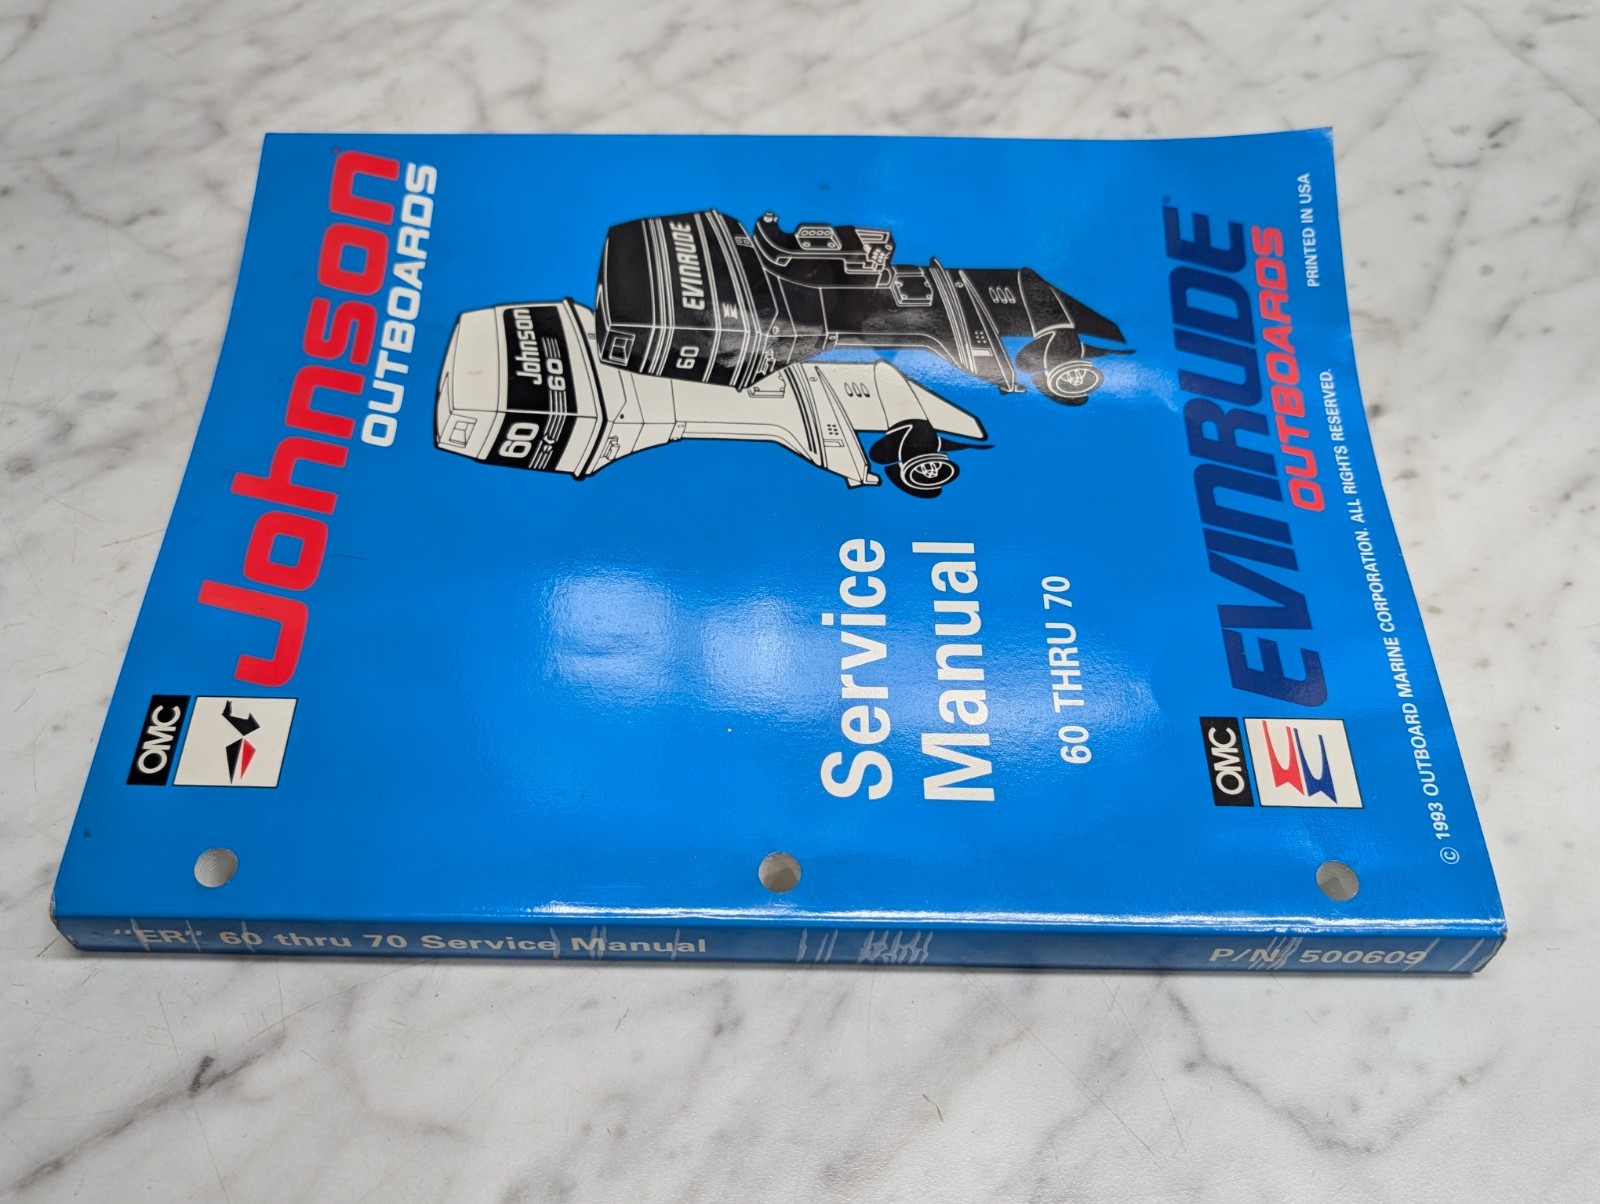 OMC
Johnson
OUTBOARDS
Johnson
60
60
EVINRUDE
60
Service
Manual
60 THRU 70
OMC
EVINRUDE®
OUTBOARDS
© 1993 OUTBOARD MARINE CORPORATION. ALL RIGHTS RESERVED.
PRINTED IN USA
“ER” 60 thru 70 Service Manual
P/N 500609